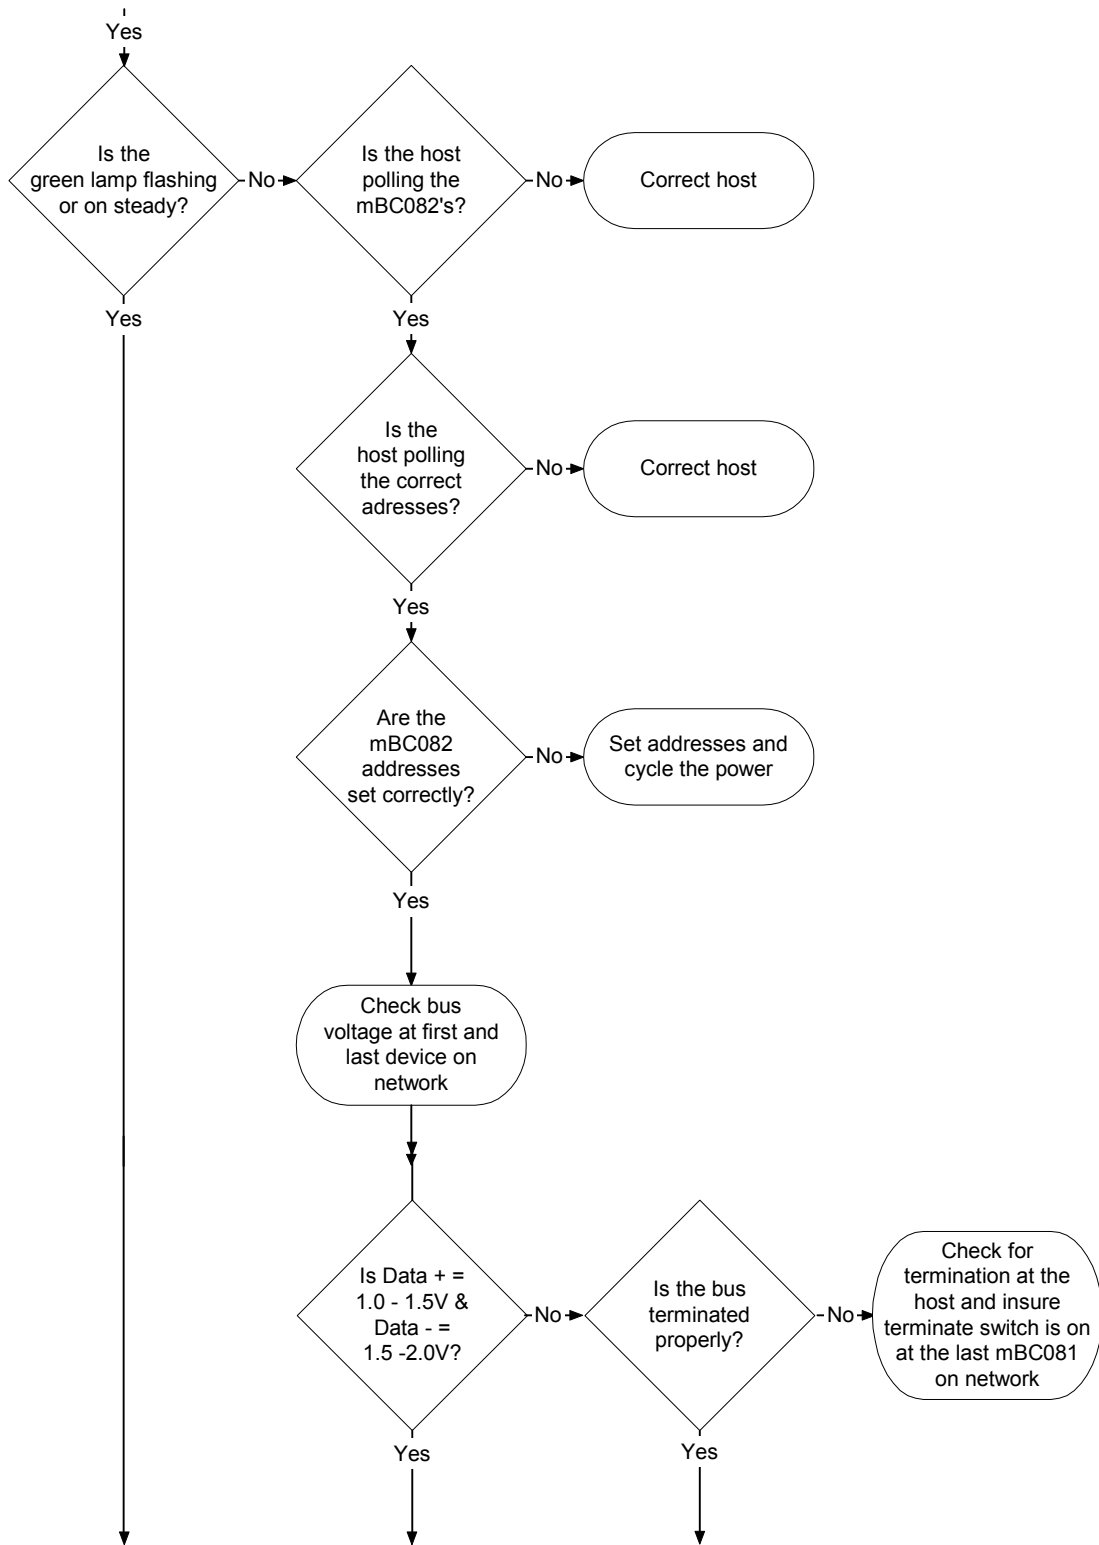 Yes
Is the
green lamp flashing
or on steady?
No
Is the host
polling the
mBC082's?
No
Correct host
Yes
Yes
Is the
host polling
the correct
adresses?
No
Correct host
Yes
Are the
mBC082
addresses
set correctly?
No
Set addresses and
cycle the power
Yes
Check bus
voltage at first and
last device on
network
Is Data + =
1.0 - 1.5V &
Data - =
1.5 -2.0V?
No
Is the bus
terminated
properly?
No
Check for
termination at the
host and insure
terminate switch is on
at the last mBC081
on network
Yes
Yes